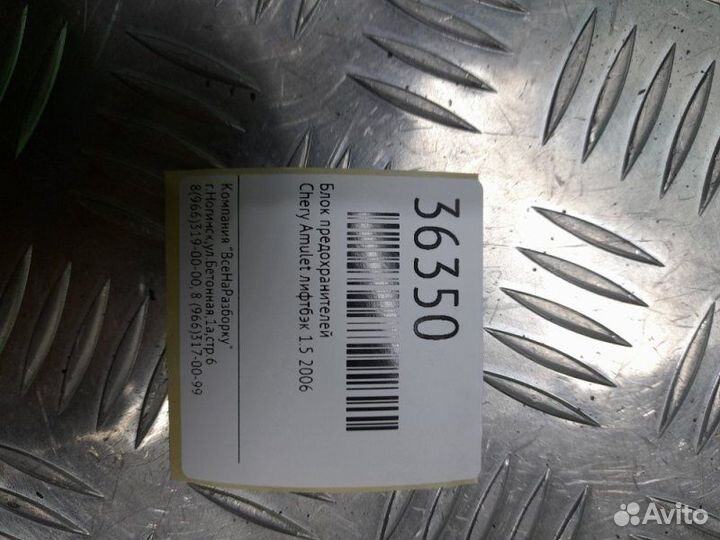 36350
Блок предохранителей
Chery Amulet лифтбэк 1.5 2006
Компания "ВсеНаРазборку"
г.Ногинск,ул.Бетонная,1а,стр.6
8(966)319-00-00, 8 (966)317-00-99
Avito